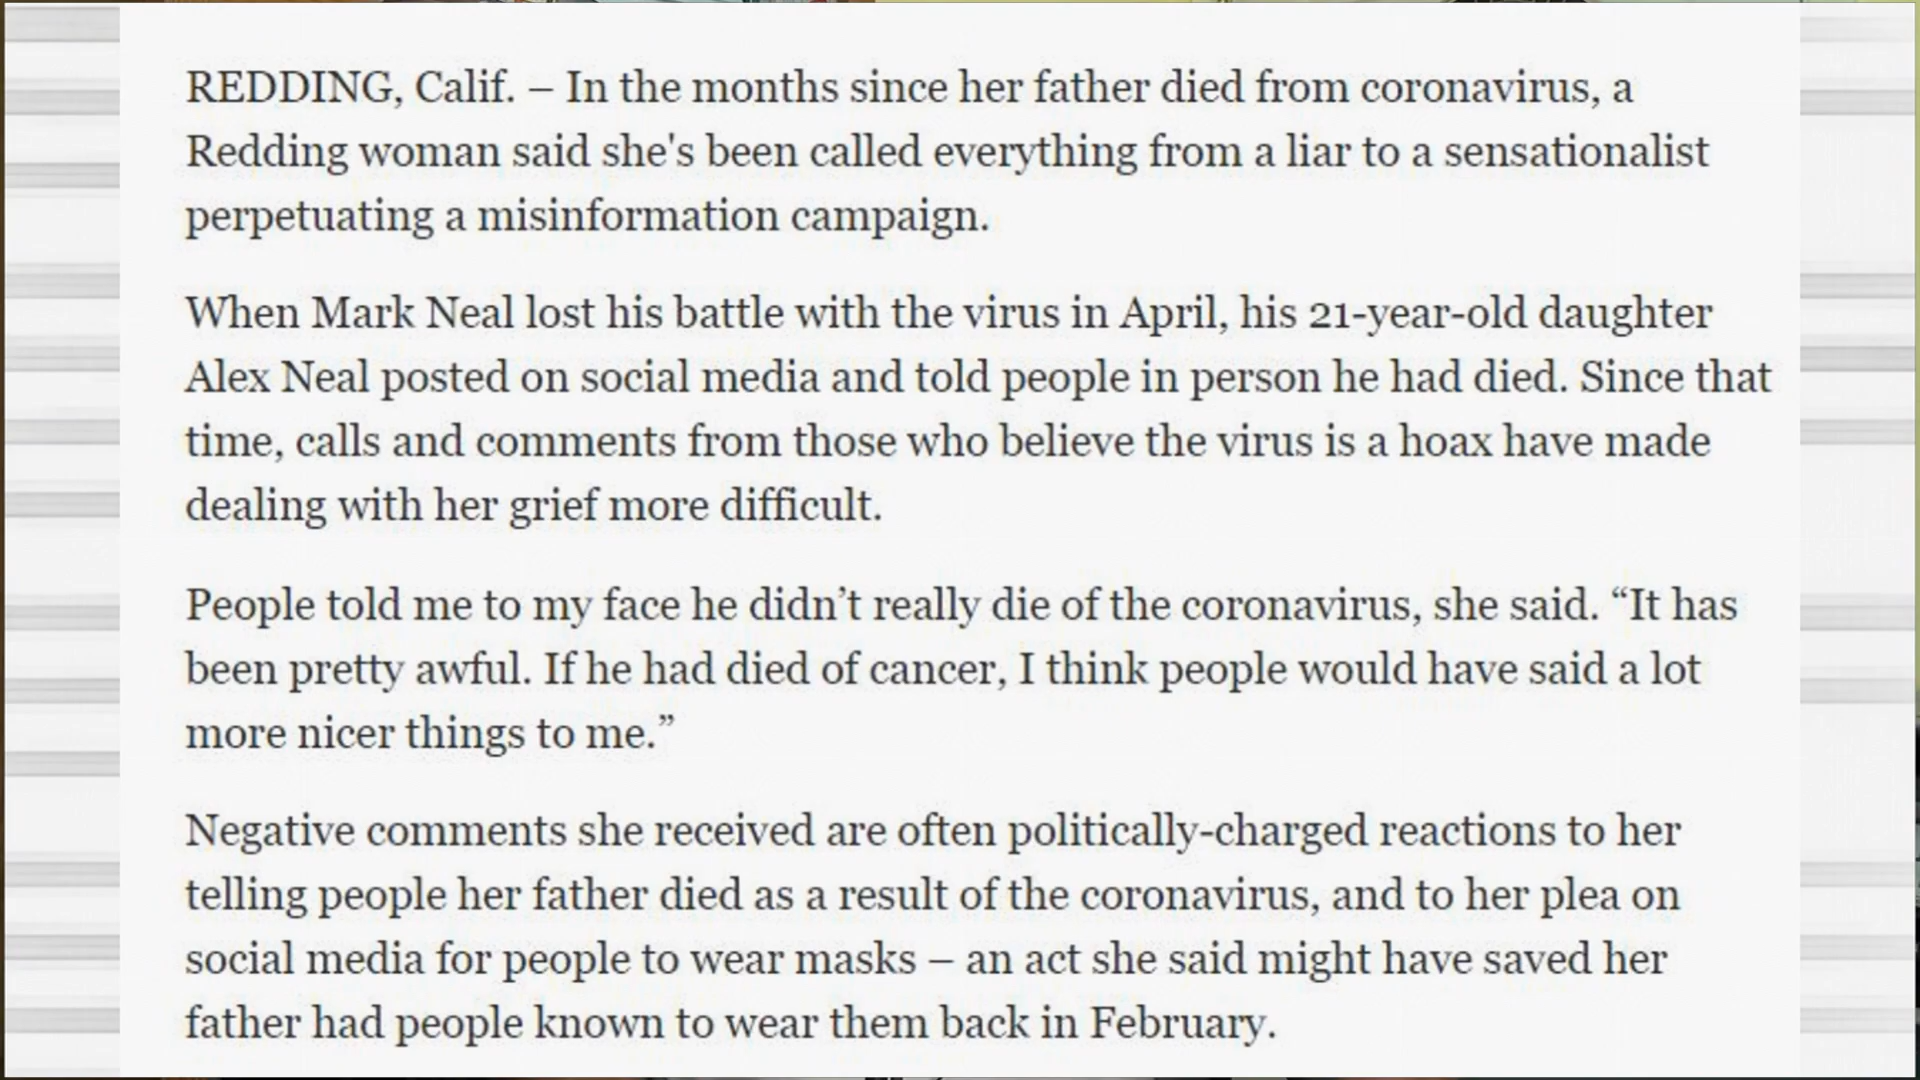 REDDING, Calif. – In the months since her father died from coronavirus, a
Redding woman said she's been called everything from a liar to a sensationalist
perpetuating a misinformation campaign.
When Mark Neal lost his battle with the virus in April, his 21-year-old daughter
Alex Neal posted on social media and told people in person he had died. Since that
time, calls and comments from those who believe the virus is a hoax have made
dealing with her grief more difficult.
People told me to my face he didn’t really die of the coronavirus, she said. “It has
been pretty awful. If he had died of cancer, I think people would have said a lot
more nicer things to me.”
Negative comments she received are often politically-charged reactions to her
telling people her father died as a result of the coronavirus, and to her plea on
social media for people to wear masks – an act she said might have saved her
father had people known to wear them back in February.